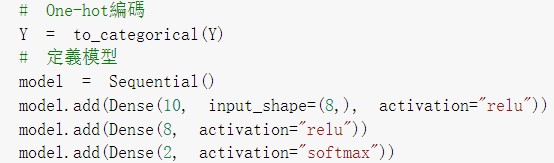 # One-hot編碼
Y = to_categorical(Y)
# 定義模型
model = Sequential()
model.add(Dense(10, input_shape=(8,), activation="relu"))
model.add(Dense(8, activation="relu"))
model.add(Dense(2, activation="softmax"))